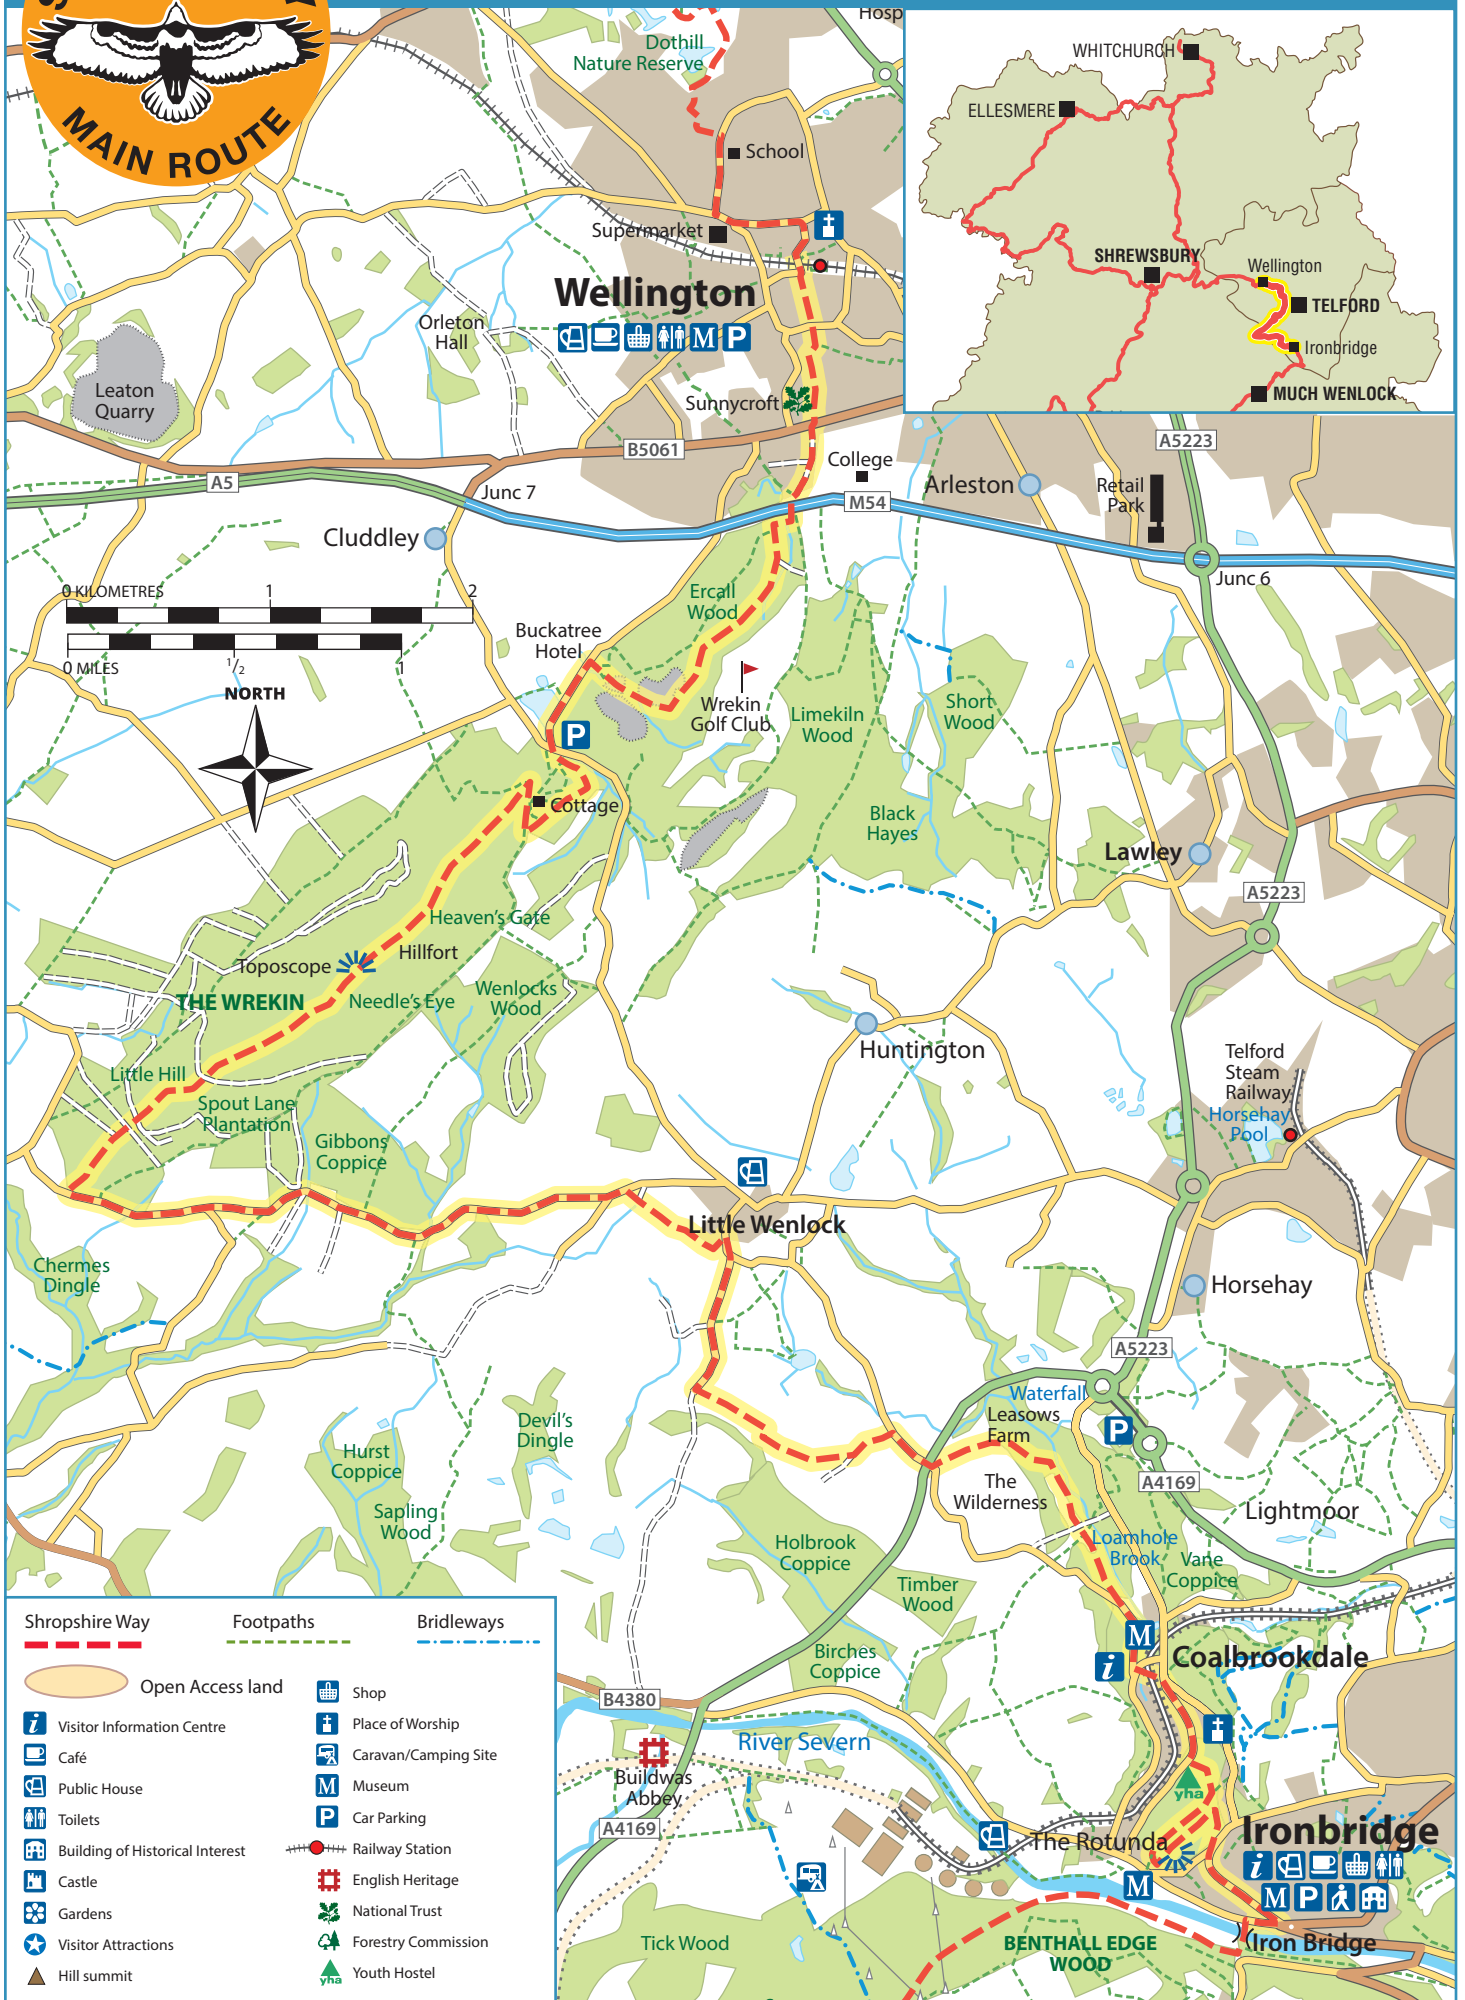 MAIN ROUTE
Hosp
Dothill
Nature Reserve
School
Supermarket
Wellington
M P
Orleton
Hall
Leaton
Quarry
Sunnycroft
B5061
College
A5
M54
Junc 7
Cluddley
Arleston
Retail
Park
A5223
Junc 6
WHITCHURCH
ELLESMERE
SHREWSBURY
Wellington
TELFORD
Ironbridge
MUCH WENLOCK
0 KILOMETRES 1 2
0 MILES 1/2 1
NORTH
Ercall
Wood
Buckatree
Hotel
P
Wrekin
Golf Club
Limekiln
Wood
Short
Wood
Cottage
Black
Hayes
Lawley
A5223
Heaven's Gate
Hillfort
Toposcope
THE WREKIN
Needle's Eye
Wenlocks
Wood
Huntington
Telford
Steam
Railway
Horsehay
Pool
Little Hill
Spout Lane
Plantation
Gibbons
Coppice
Little Wenlock
Chermes
Dingle
Horsehay
A5223
Waterfall
Leasows
Farm
P
A4169
Devil's
Dingle
Hurst
Coppice
Sapling
Wood
The
Wilderness
Lightmoor
Loamhole
Brook
Vane
Coppice
Holbrook
Coppice
Timber
Wood
Birches
Coppice
M
i
Coalbrookdale
B4380
River Severn
Buildwas
Abbey
A4169
yha
The Rotunda
Ironbridge
i
M P
M
Iron Bridge
Tick Wood
BENTHALL EDGE
WOOD
Shropshire Way
Footpaths
Bridleways
Open Access land
i Visitor Information Centre
Café
Public House
Toilets
Building of Historical Interest
Castle
Gardens
Visitor Attractions
Hill summit
Shop
Place of Worship
Caravan/Camping Site
M Museum
P Car Parking
Railway Station
English Heritage
National Trust
Forestry Commission
yha Youth Hostel